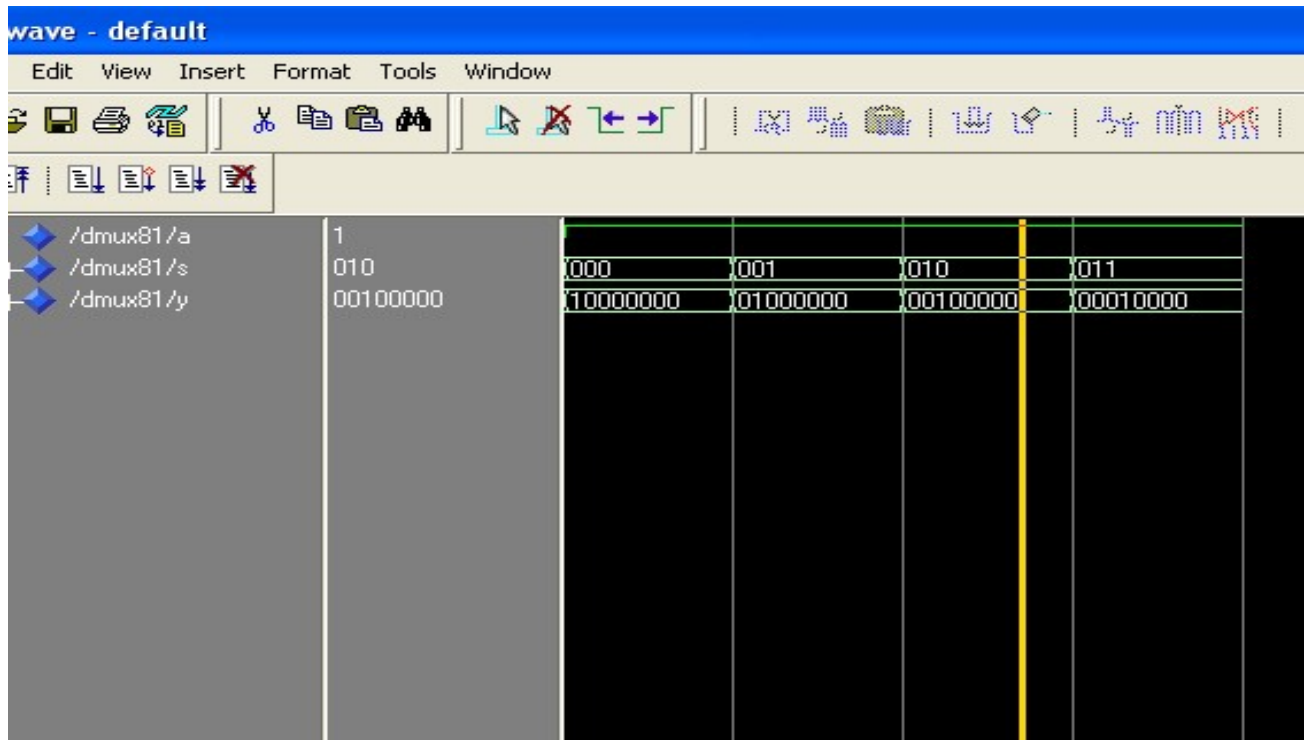 wave - default
Edit View Insert Format Tools Window
/dmux81/a 1
/dmux81/s 010 000 001 010 011
/dmux81/y 00100000 10000000 01000000 00100000 00010000